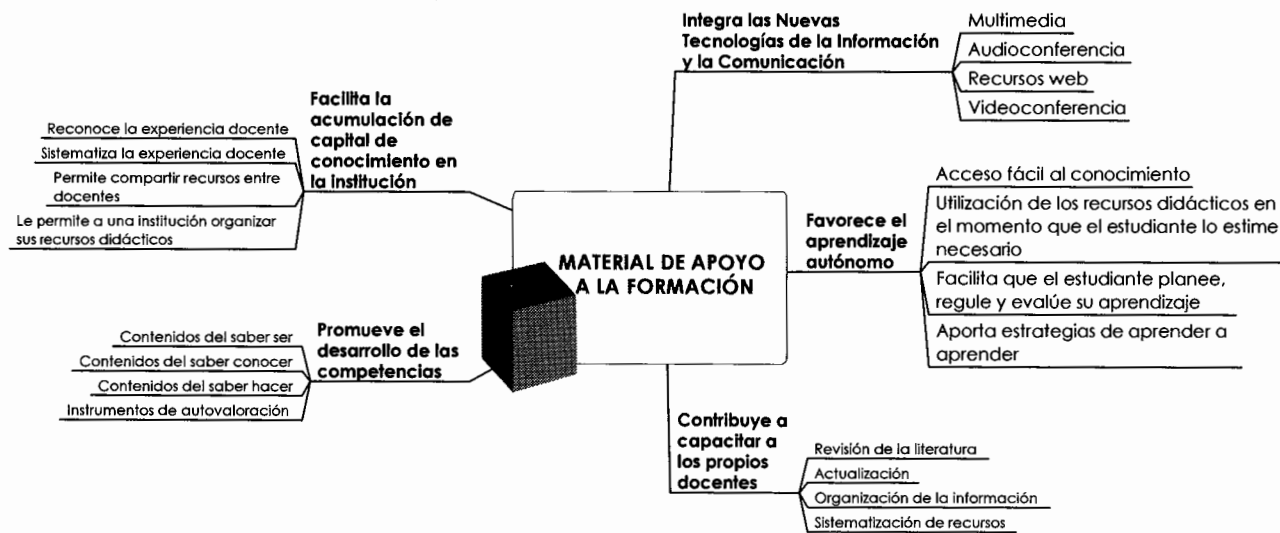 Integra las Nuevas
Tecnologías de la Información
y la Comunicación
Multimedia
Audioconferencia
Recursos web
Videoconferencia
Facilita la
acumulación de
capital de
conocimiento en
la institución
Reconoce la experiencia docente
Sistematiza la experiencia docente
Permite compartir recursos entre
docentes
Le permite a una institución organizar
sus recursos didácticos
MATERIAL DE APOYO
A LA FORMACIÓN
Favorece el
aprendizaje
autónomo
Acceso fácil al conocimiento
Utilización de los recursos didácticos en
el momento que el estudiante lo estime
necesario
Facilita que el estudiante planee,
regule y evalúe su aprendizaje
Aporta estrategias de aprender a
aprender
Promueve el
desarrollo de las
competencias
Contenidos del saber ser
Contenidos del saber conocer
Contenidos del saber hacer
Instrumentos de autovaloración
Contribuye a
capacitar a
los propios
docentes
Revisión de la literatura
Actualización
Organización de la información
Sistematización de recursos